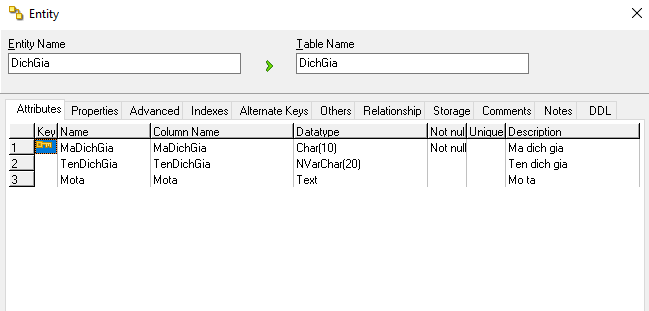 Entity
Entity Name
Table Name
DichGia
DichGia
Attributes Properties Advanced Indexes Alternate Keys Others Relationship Storage Comments Notes DDL
Key Name Column Name Datatype Not nul Unique Description
1 MaDichGia MaDichGia Char(10) Not null Ma dich gia
2 TenDichGia TenDichGia NVarChar(20) Ten dich gia
3 Mota Mota Text Mo ta